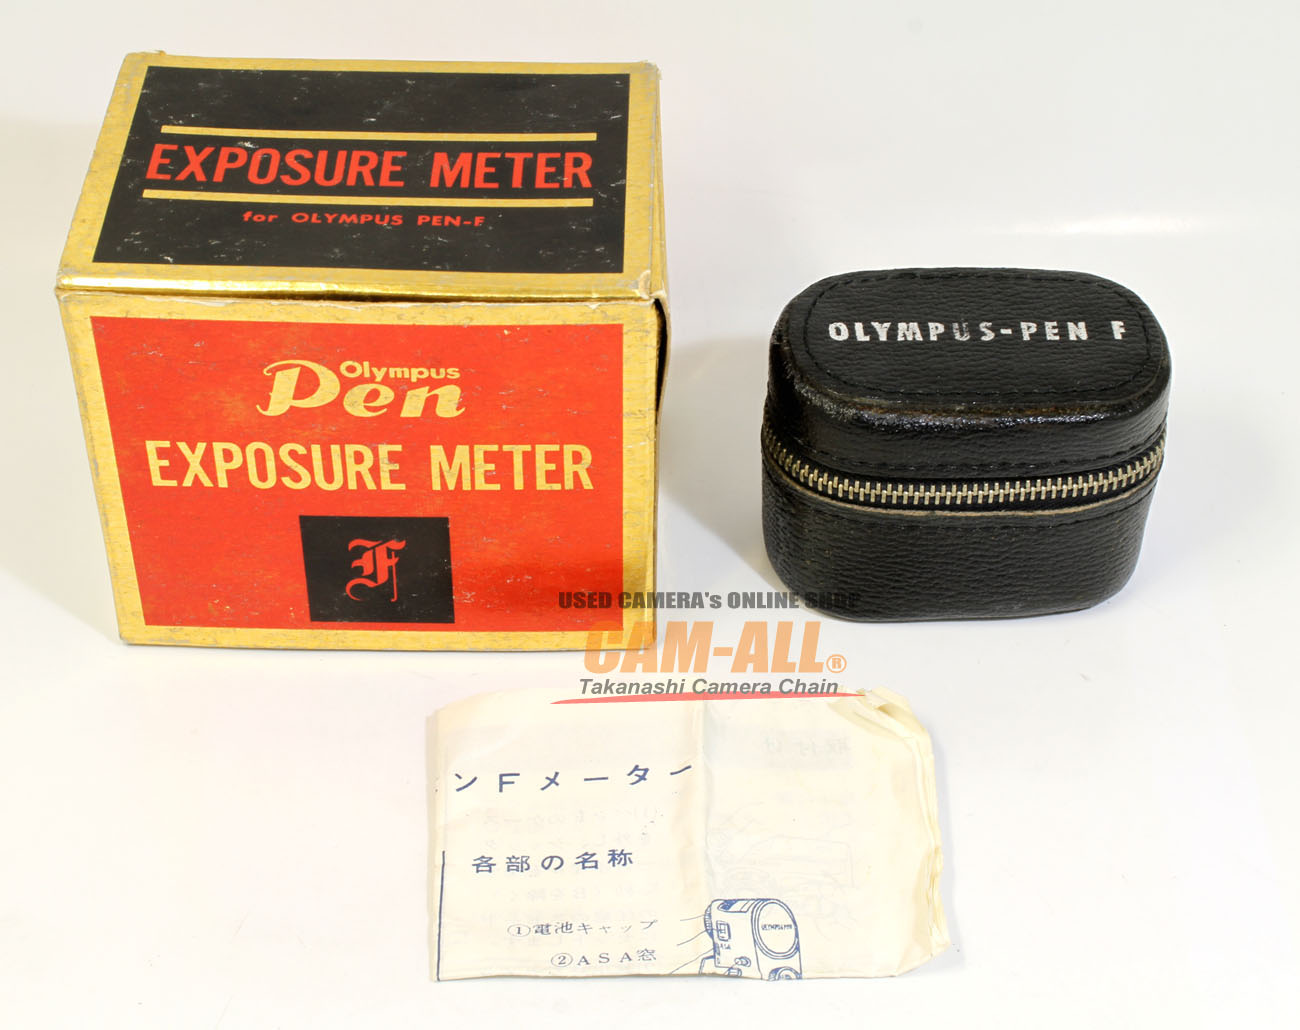 EXPOSURE METER
for OLYMPUS PEN-F
Olympus
Pen
EXPOSURE METER
F
OLYMPUS-PEN F
USED CAMERA's ONLINE SHOP
CAM-ALL®
Takanashi Camera Chain
ンFメーター
各部の名称
①電池キャップ
②ASA窓
OLYMPUS PEN